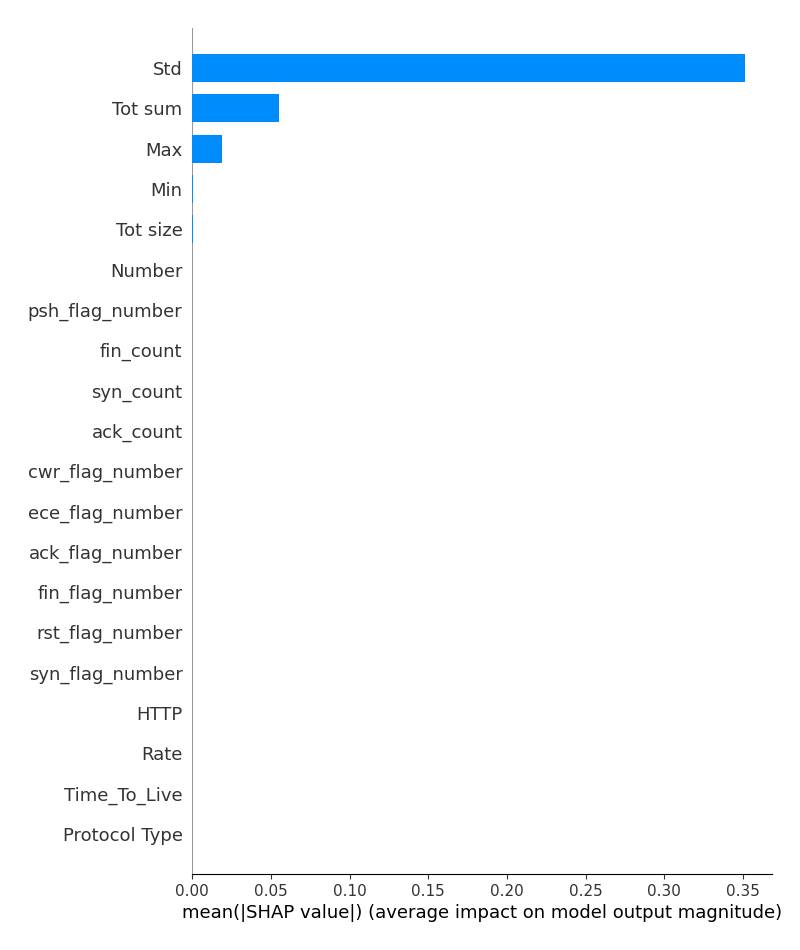 Std
Tot sum
Max
Min
Tot size
Number
psh_flag_number
fin_count
syn_count
ack_count
cwr_flag_number
ece_flag_number
ack_flag_number
fin_flag_number
rst_flag_number
syn_flag_number
HTTP
Rate
Time_To_Live
Protocol Type
0.00 0.05 0.10 0.15 0.20 0.25 0.30 0.35
mean(|SHAP value|) (average impact on model output magnitude)